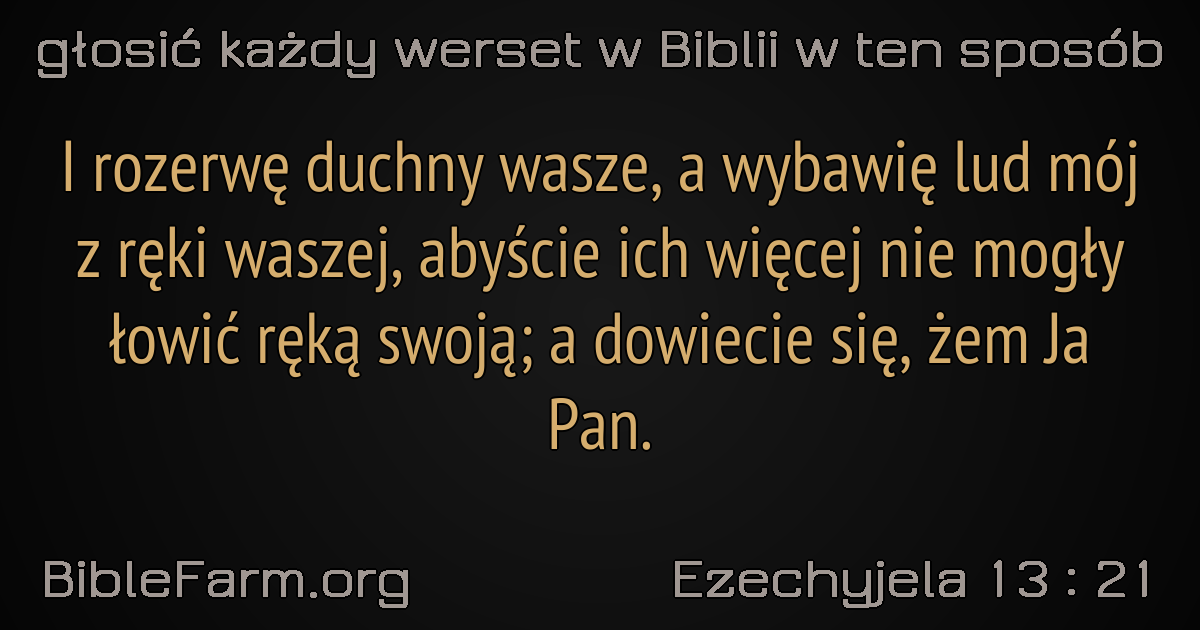 głosić każdy werset w Biblii w ten sposób
I rozerwę duchny wasze, a wybawię lud mój
z ręki waszej, abyście ich więcej nie mogły
łowić ręką swoją; a dowiecie się, żem Ja
Pan.
BibleFarm.org
Ezechyjela 13 : 21